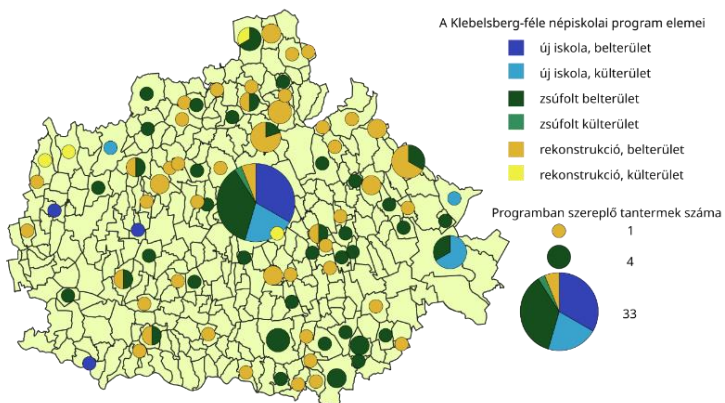 A Klebelsberg-féle népiskolai program elemei
új iskola, belterület
új iskola, külterület
zsúfolt belterület
zsúfolt külterület
rekonstrukció, belterület
rekonstrukció, külterület
Programban szereplő tantermek száma
1
4
33